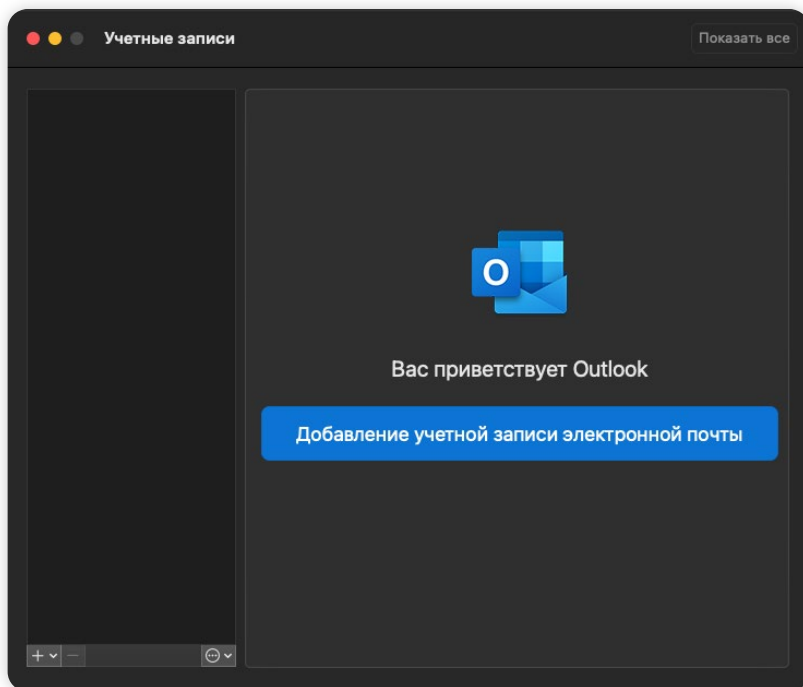 Учетные записи
Показать все
O
Вас приветствует Outlook
Добавление учетной записи электронной почты